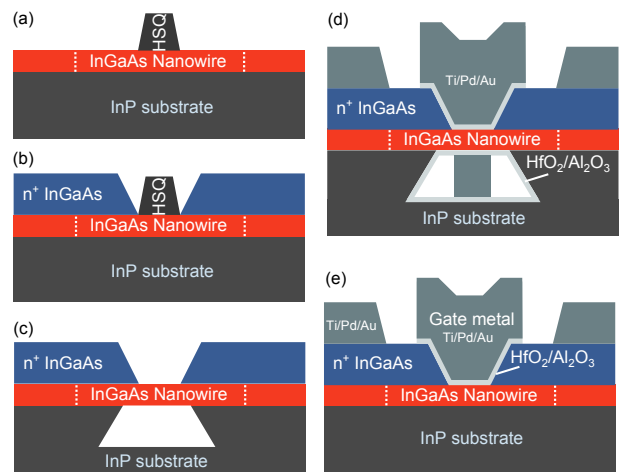 (a)
HSQ
InGaAs Nanowire
InP substrate
(b)
n⁺ InGaAs
HSQ
InGaAs Nanowire
InP substrate
(c)
n⁺ InGaAs
InGaAs Nanowire
InP substrate
(d)
Ti/Pd/Au
n⁺ InGaAs
InGaAs Nanowire
HfO₂/Al₂O₃
InP substrate
(e)
Ti/Pd/Au
Gate metal
Ti/Pd/Au
n⁺ InGaAs
HfO₂/Al₂O₃
InGaAs Nanowire
InP substrate